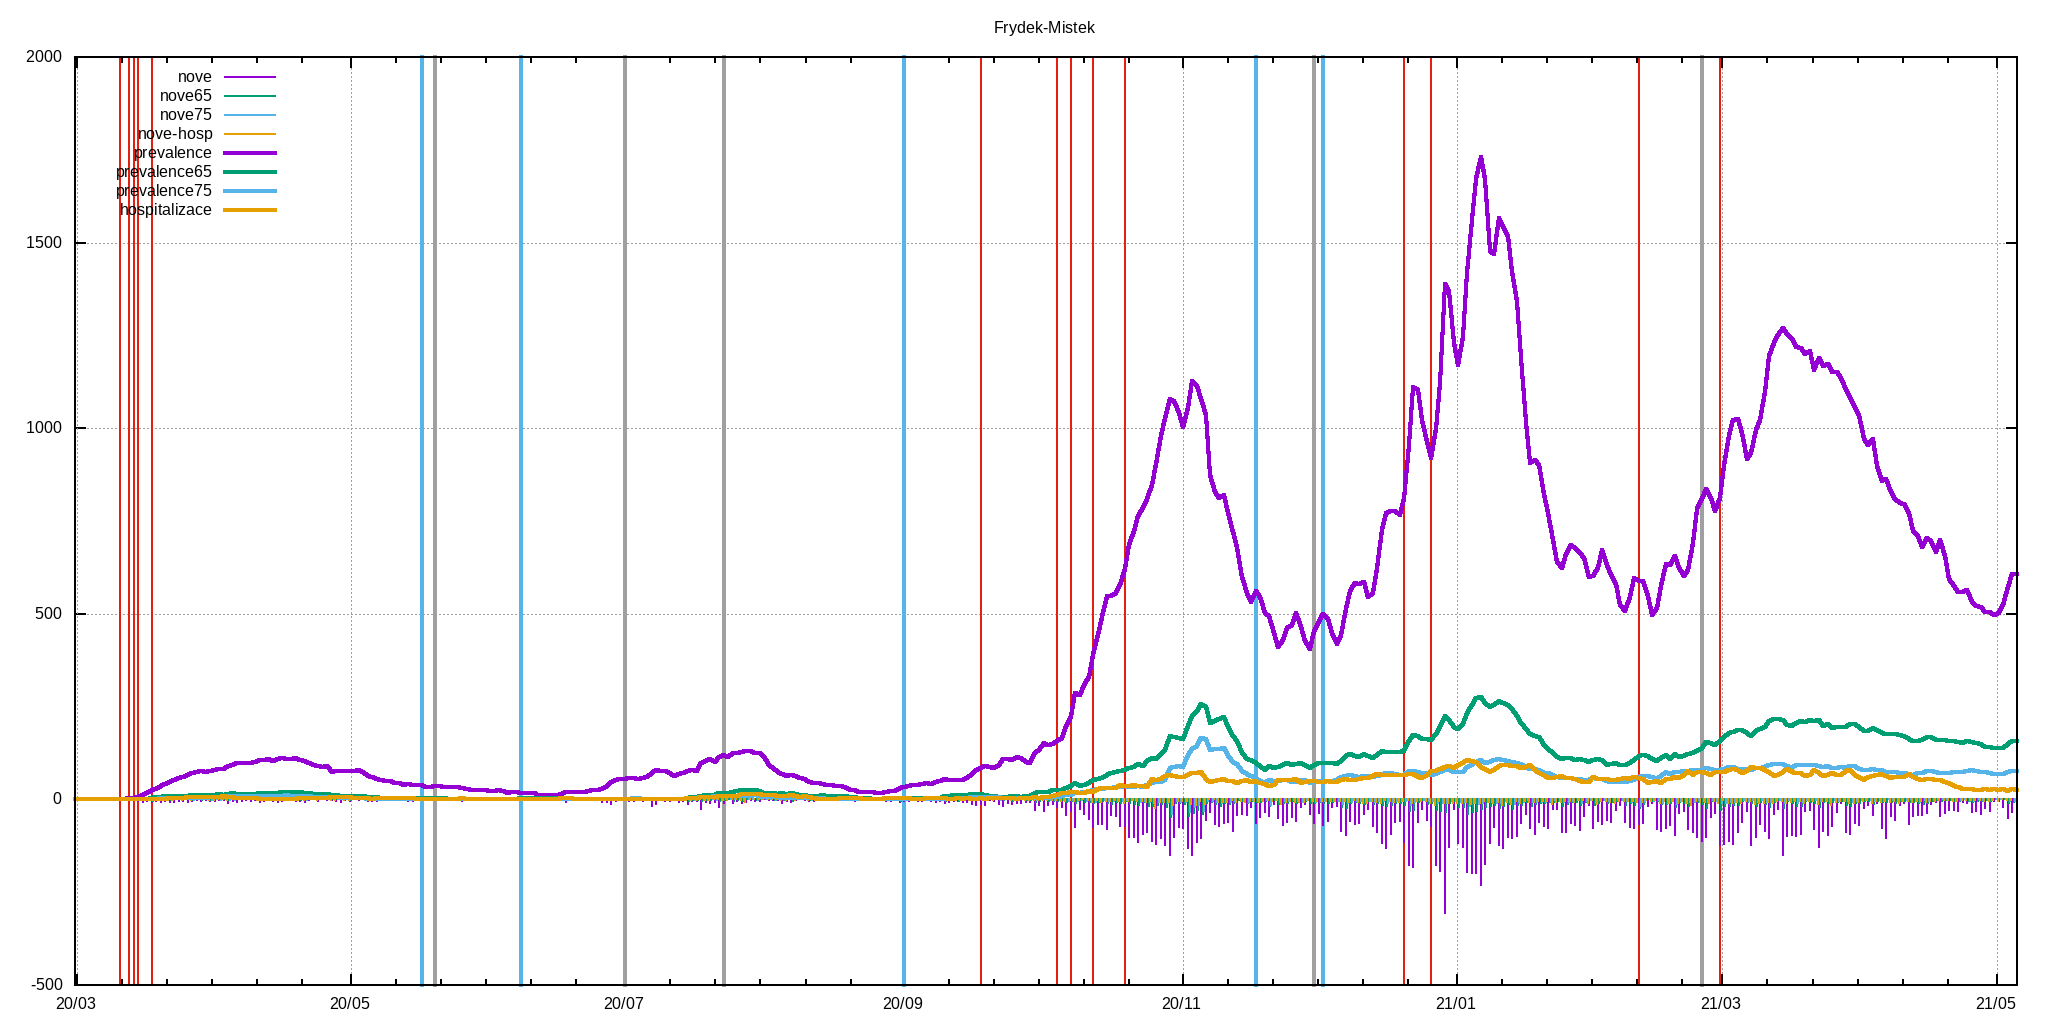 Frydek-Mistek
2000
nove
nove65
nove75
nove-hosp
prevalence
prevalence65
prevalence75
hospitalizace
1500
1000
500
0
-500
20/03 20/05 20/07 20/09 20/11 21/01 21/03 21/05